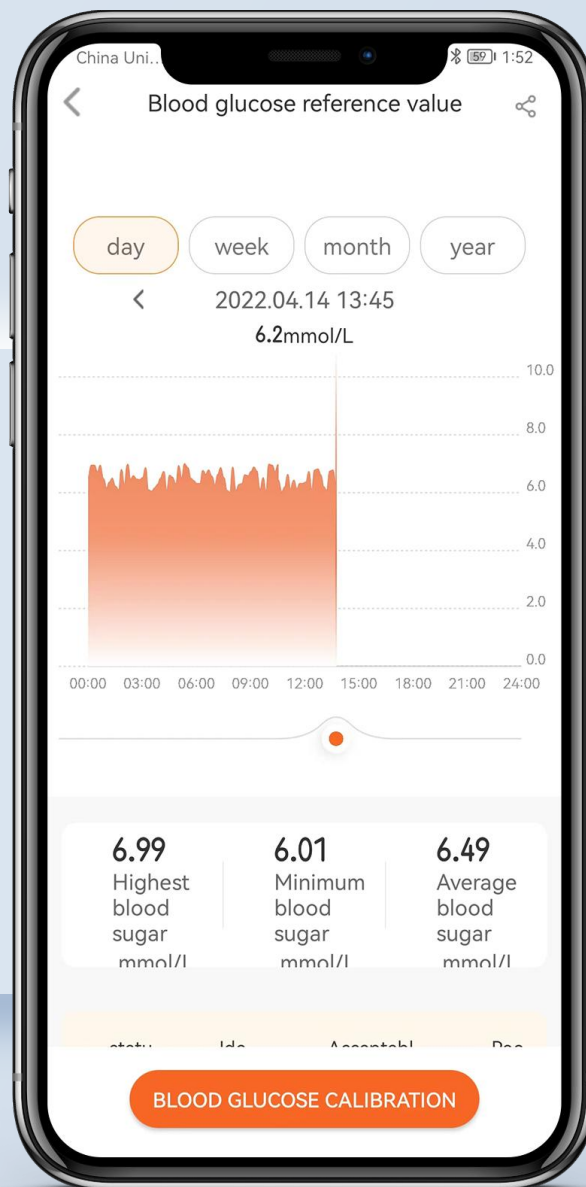 China Uni...
59 1:52
Blood glucose reference value
day week month year
2022.04.14 13:45
6.2mmol/L
10.0
8.0
6.0
4.0
2.0
0.0
00:00 03:00 06:00 09:00 12:00 15:00 18:00 21:00 24:00
6.99 6.01 6.49
Highest Minimum Average
blood blood blood
sugar sugar sugar
mmol/L mmol/L mmol/L
BLOOD GLUCOSE CALIBRATION